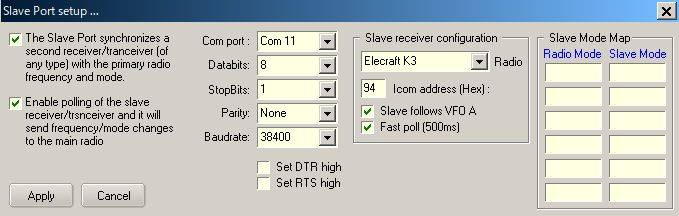 Slave Port setup ...
The Slave Port synchronizes a
second receiver/tranceiver (of
any type) with the primary radio
frequency and mode.
Enable polling of the slave
receiver/trsnceiver and it will
send frequency/mode changes
to the main radio
Apply
Cancel
Com port : Com 11
Databits: 8
StopBits: 1
Parity: None
Baudrate: 38400
Set DTR high
Set RTS high
Slave receiver configuration
Elecraft K3 Radio
94 Icom address (Hex) :
Slave follows VFO A
Fast poll (500ms)
Slave Mode Map
Radio Mode Slave Mode